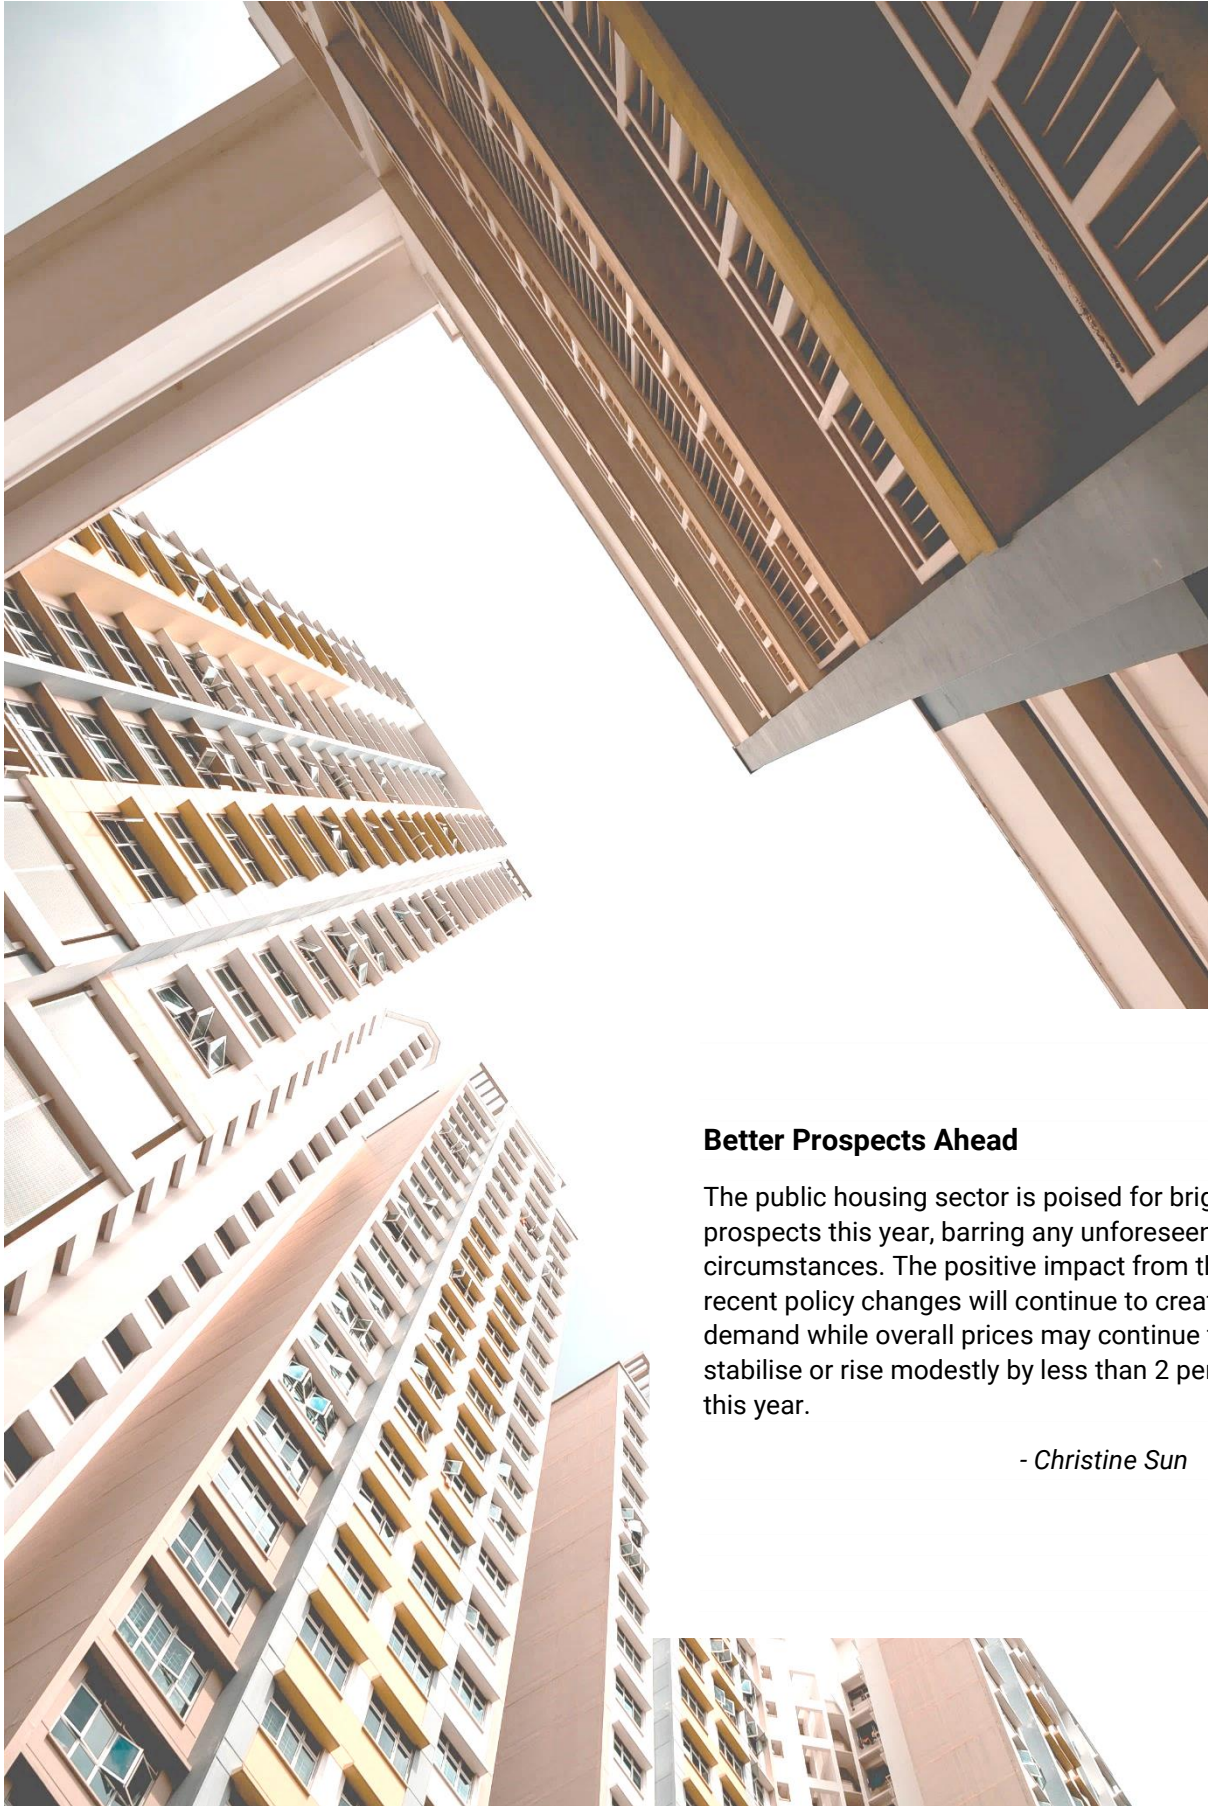 Better Prospects Ahead
The public housing sector is poised for brig
prospects this year, barring any unforeseen
circumstances. The positive impact from th
recent policy changes will continue to creat
demand while overall prices may continue t
stabilise or rise modestly by less than 2 per
this year.
- Christine Sun